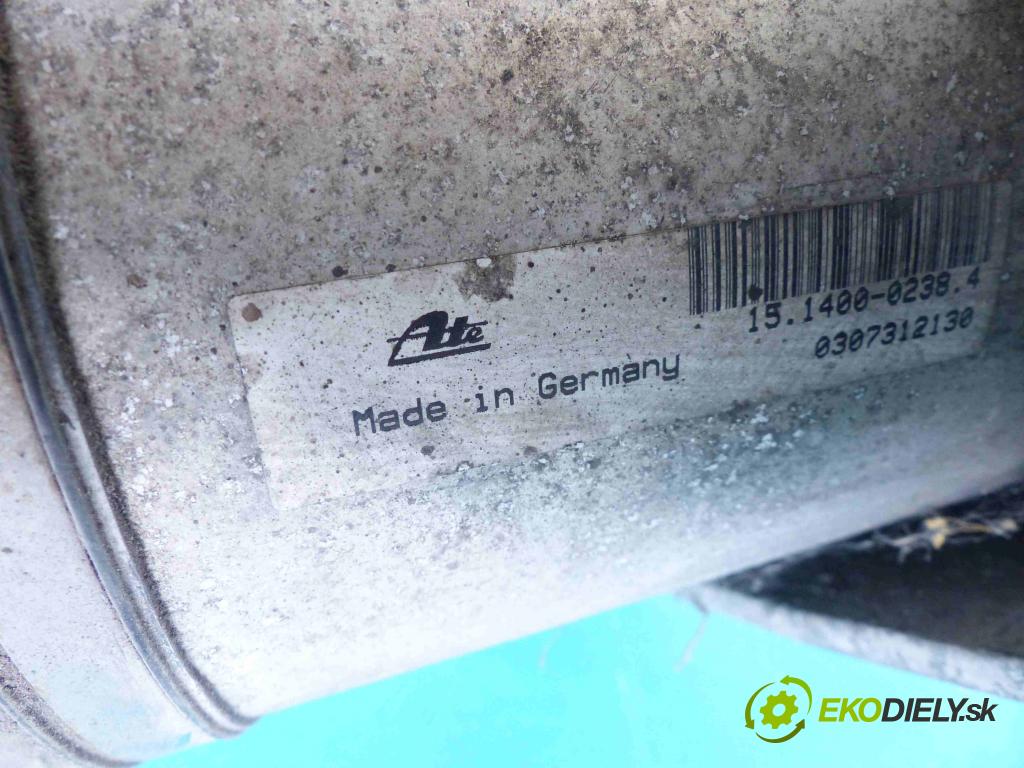 15.1400-0238.4
0307312130
Ate
Made in Germany
EKODIELY.sk